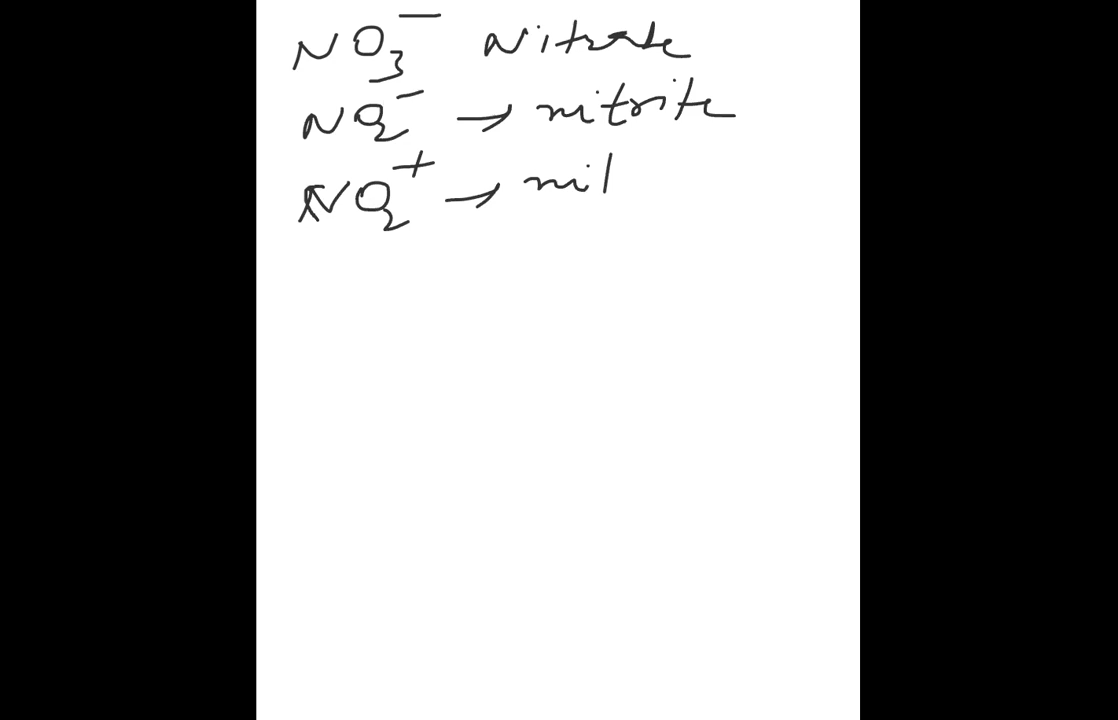 NO₃⁻ Nitrate
NO₂⁻ → nitrite
NO₂⁺ → nil